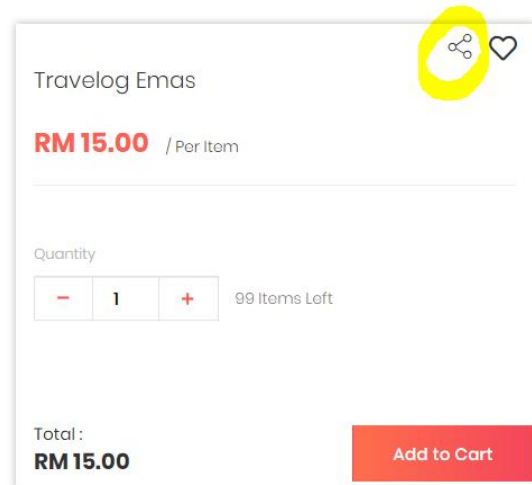 Travelog Emas
RM 15.00 / Per Item
Quantity
− 1 + 99 Items Left
Total :
RM 15.00
Add to Cart